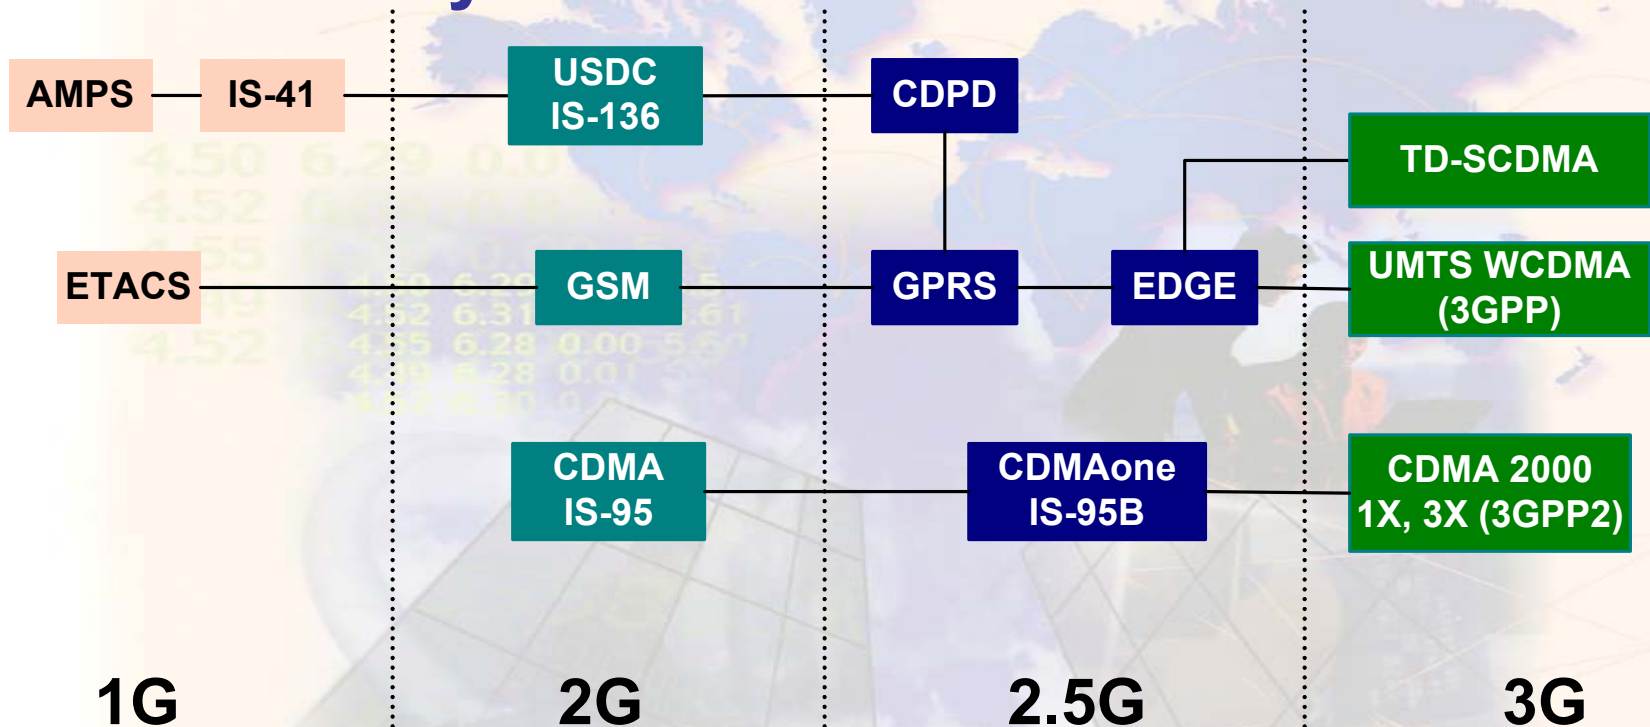 AMPS
IS-41
USDC
IS-136
CDPD
TD-SCDMA
ETACS
GSM
GPRS
EDGE
UMTS WCDMA
(3GPP)
CDMA
IS-95
CDMAone
IS-95B
CDMA 2000
1X, 3X (3GPP2)
1G
2G
2.5G
3G